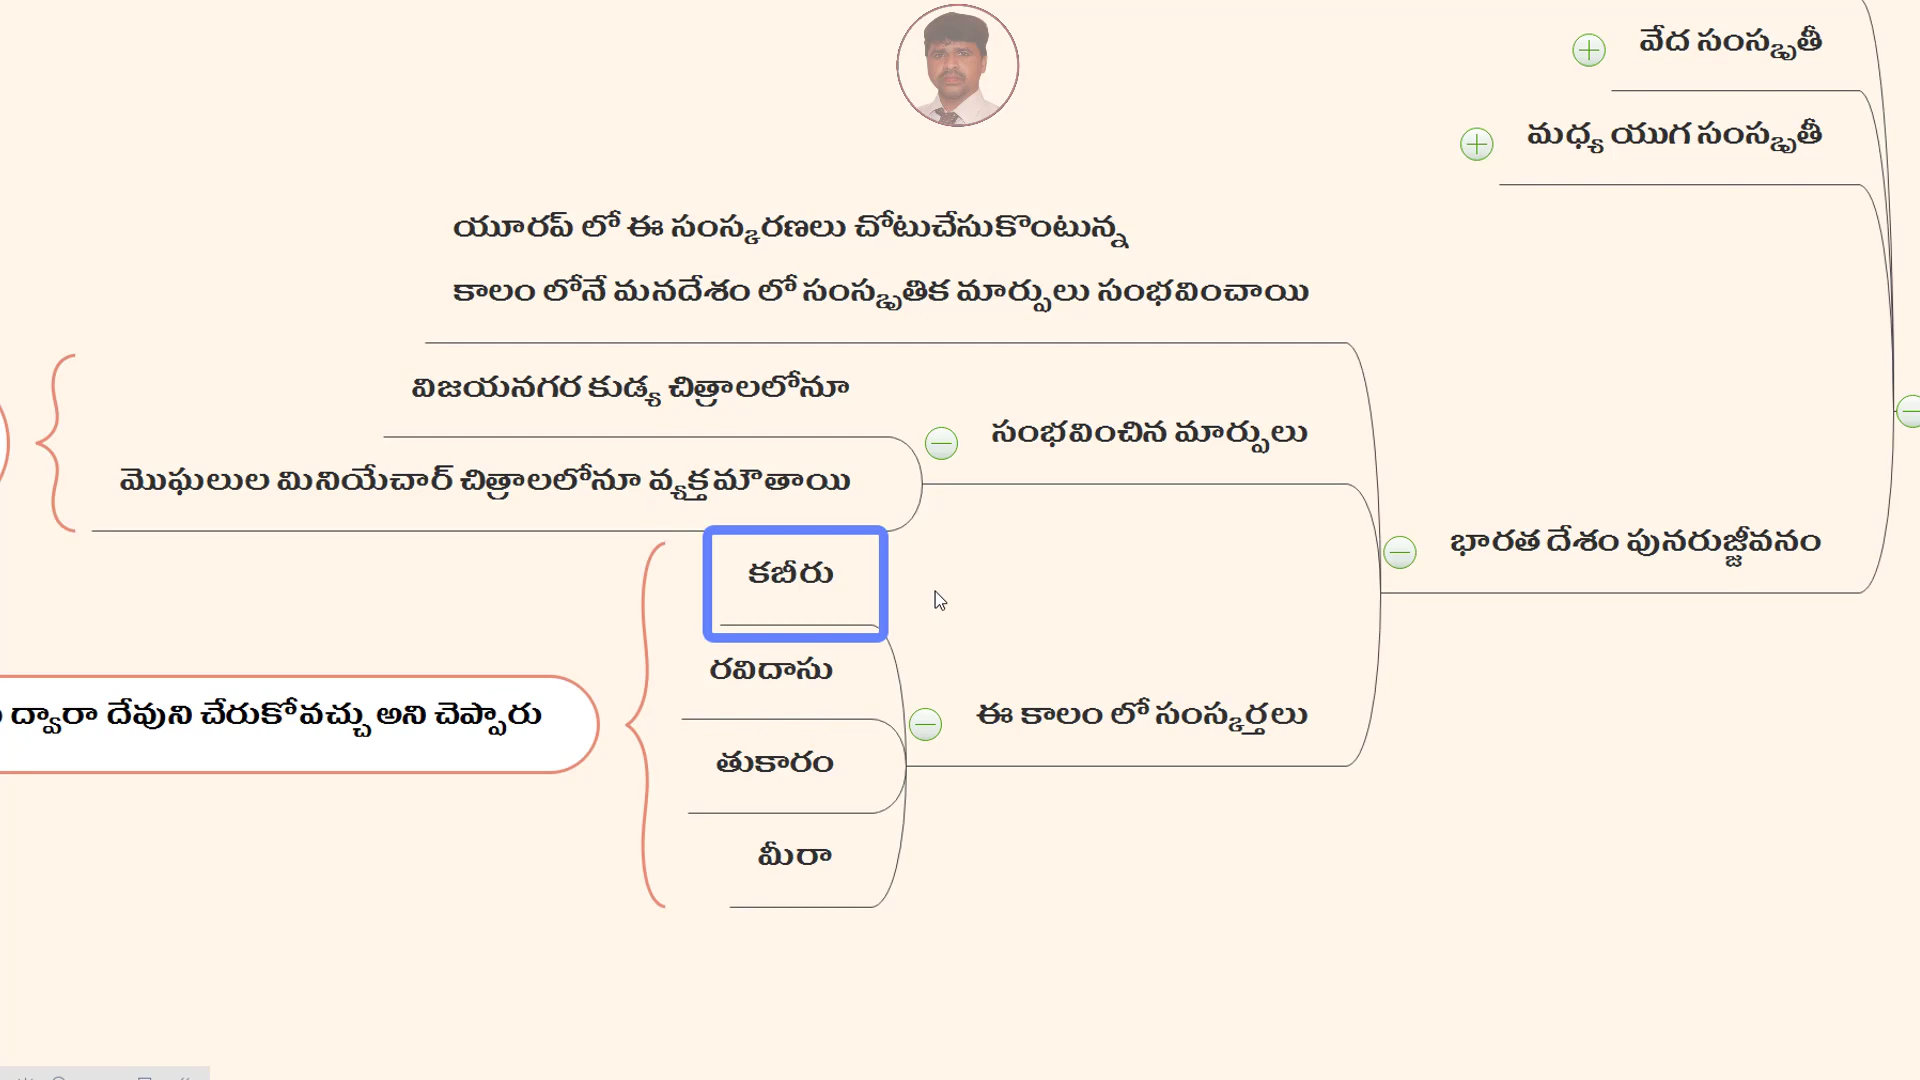 వేద సంస్కృతీ
మధ్య యుగ సంస్కృతీ
యూరప్ లో ఈ సంస్కరణలు చోటుచేసుకొంటున్న
కాలం లోనే మనదేశం లో సంస్కృతిక మార్పులు సంభవించాయి
విజయనగర కుడ్య చిత్రాలలోనూ
సంభవించిన మార్పులు
మొఘలుల మినియేచార్ చిత్రాలలోనూ వ్యక్తమౌతాయి
భారత దేశం పునరుజ్జీవనం
కబీరు
రవిదాసు
ద్వారా దేవుని చేరుకోవచ్చు అని చెప్పారు
ఈ కాలం లో సంస్కర్తలు
తుకారం
మీరా